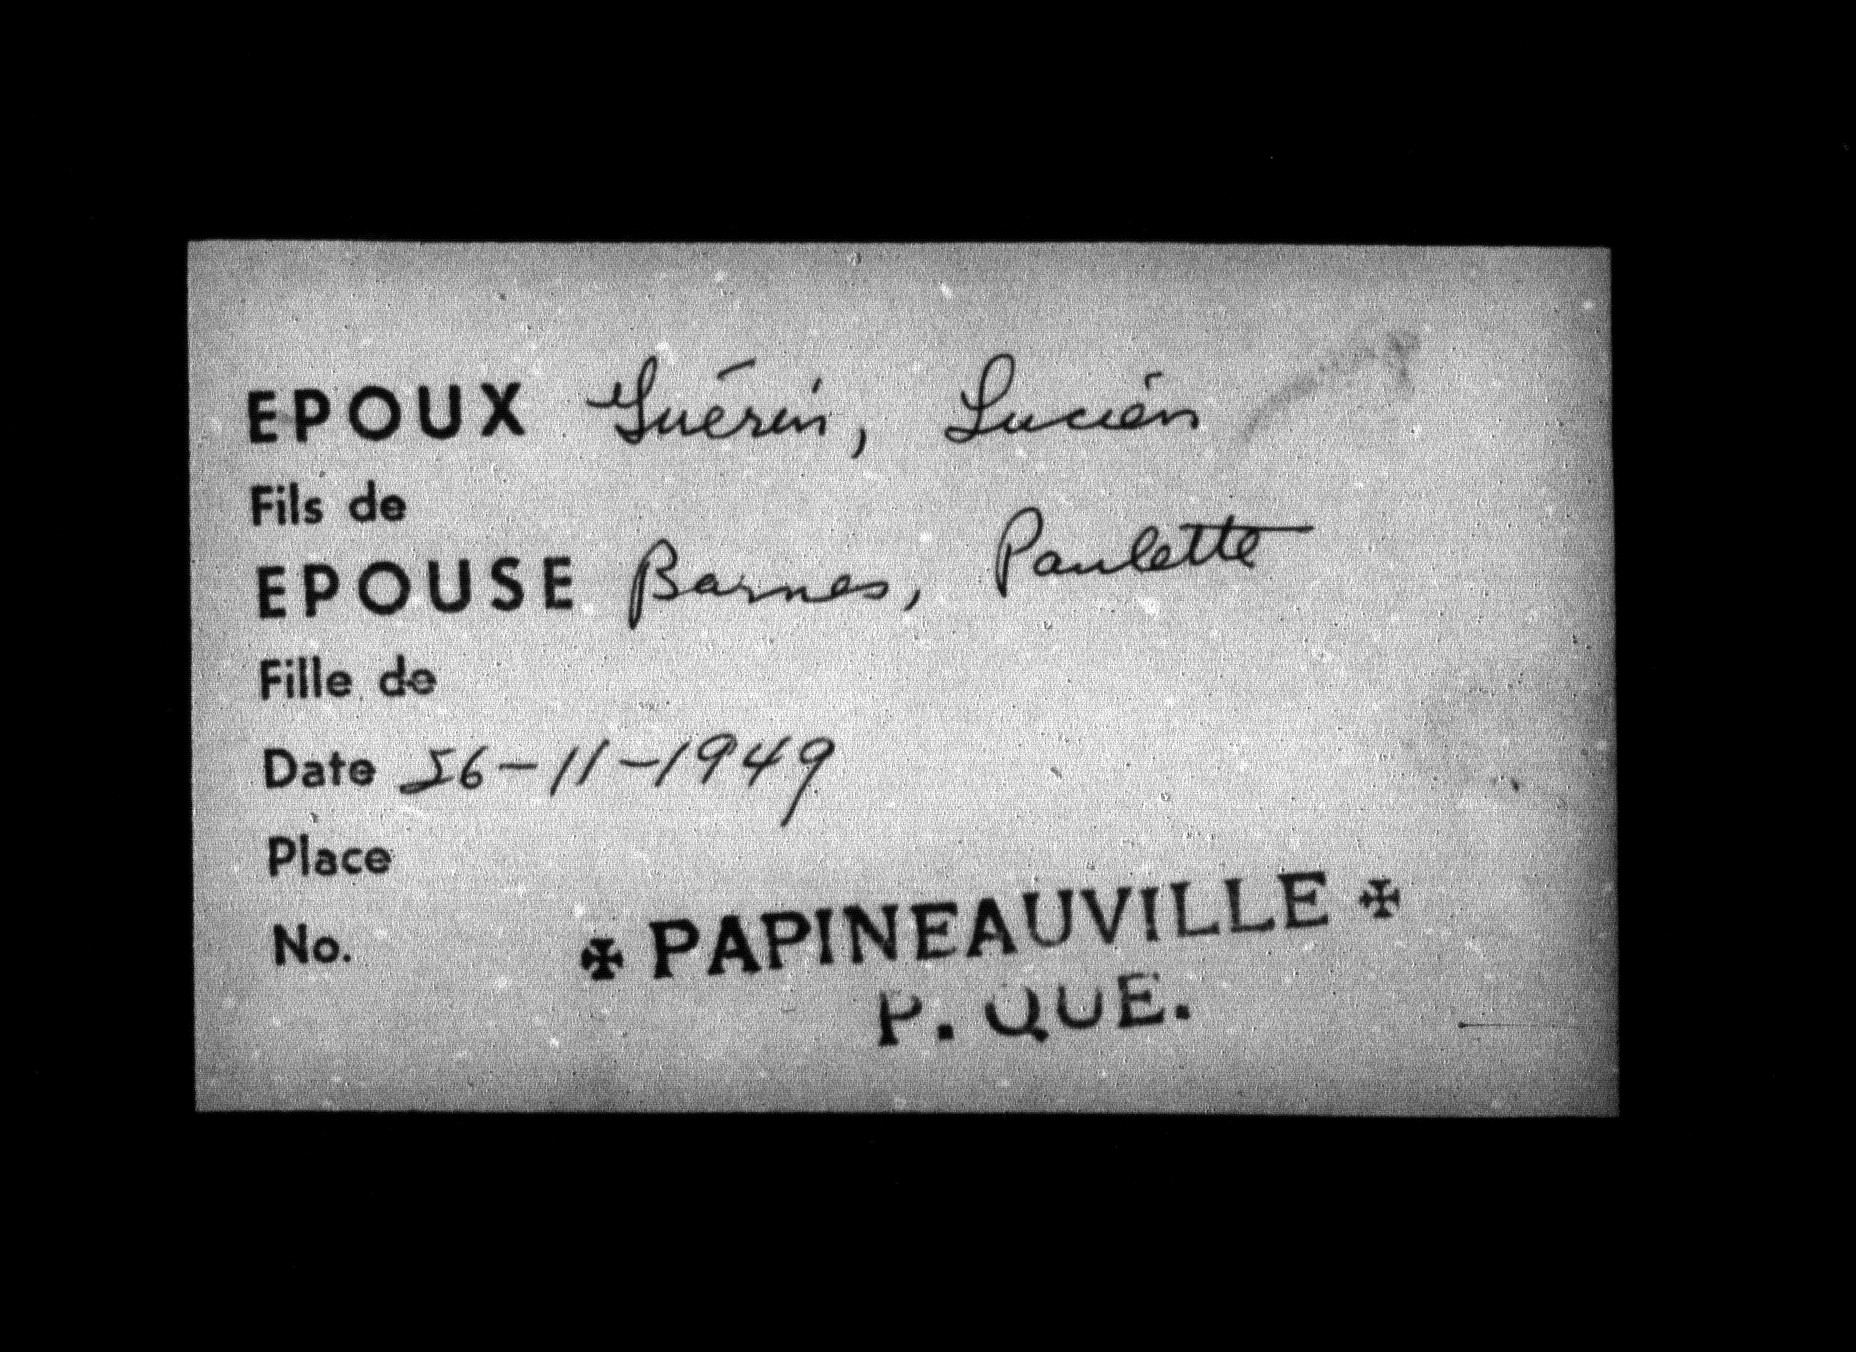 EPOUX Guérin, Lucien
Fils de
EPOUSE Barnes, Paulette
Fille de
Date 26-11-1949
Place
No.
✠ PAPINEAUVILLE ✠
P. QUE.